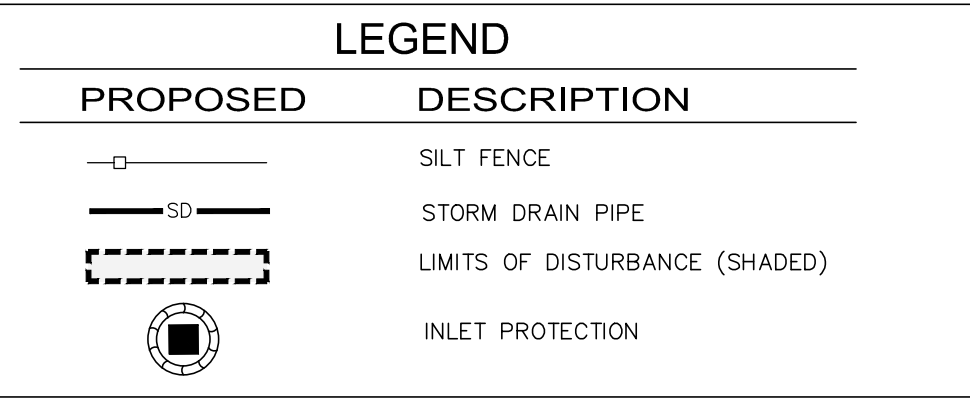 LEGEND
PROPOSED DESCRIPTION
SILT FENCE
SD STORM DRAIN PIPE
LIMITS OF DISTURBANCE (SHADED)
INLET PROTECTION